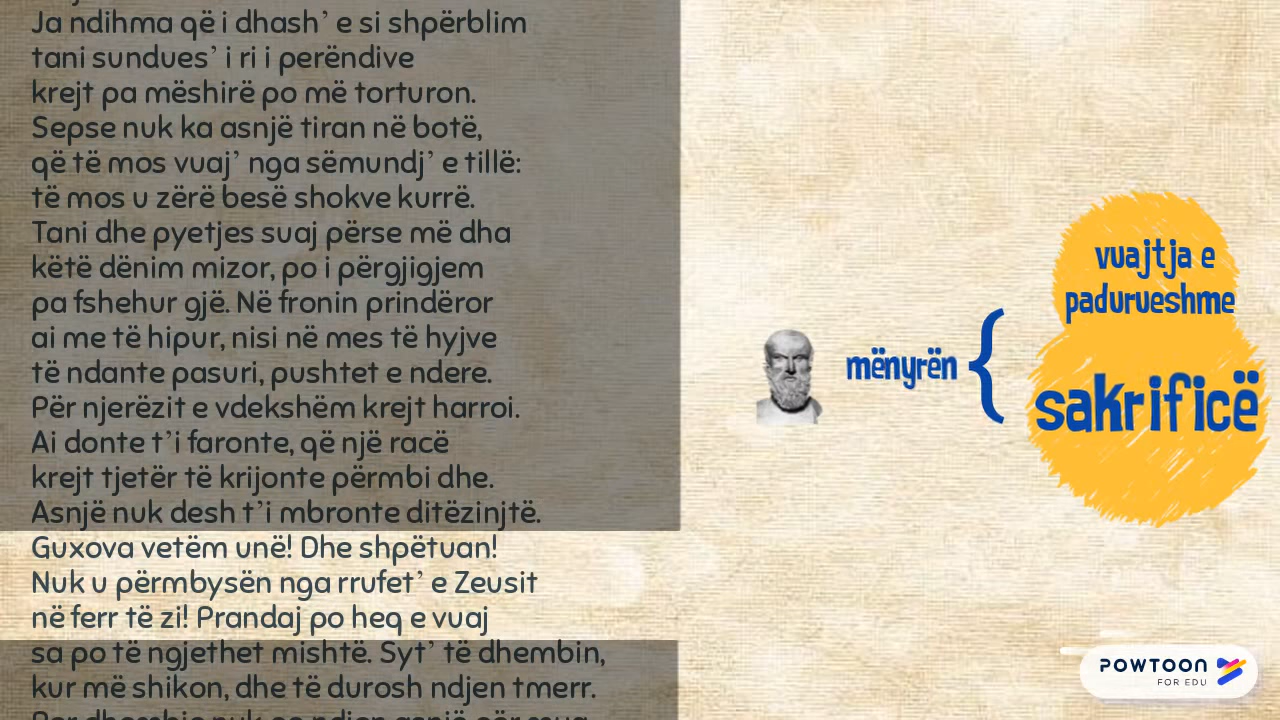 Ja ndihma që i dhash’ e si shpërblim
tani sundues’ i ri i perëndive
krejt pa mëshirë po më torturon.
Sepse nuk ka asnjë tiran në botë,
që të mos vuaj’ nga sëmundj’ e tillë:
të mos u zërë besë shokve kurrë.
Tani dhe pyetjes suaj përse më dha
këtë dënim mizor, po i përgjigjem
pa fshehur gjë. Në fronin prindëror
ai me të hipur, nisi në mes të hyjve
të ndante pasuri, pushtet e ndere.
Për njerëzit e vdekshëm krejt harroi.
Ai donte t’i faronte, që një racë
krejt tjetër të krijonte përmbi dhe.
Asnjë nuk desh t’i mbronte ditëzinjtë.
Guxova vetëm unë! Dhe shpëtuan!
Nuk u përmbysën nga rrufet’ e Zeusit
në ferr të zi! Prandaj po heq e vuaj
sa po të ngjethet mishtë. Syt’ të dhembin,
kur më shikon, dhe të durosh ndjen tmerr.
mënyrën {
vuajtja e
padurueshme
sakrificë
POWTOON
FOR EDU